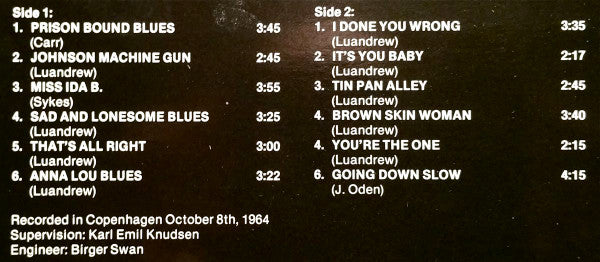 Side 1:
1. PRISON BOUND BLUES 3:45
(Carr)
2. JOHNSON MACHINE GUN 2:45
(Luandrew)
3. MISS IDA B. 3:55
(Sykes)
4. SAD AND LONESOME BLUES 3:25
(Luandrew)
5. THAT'S ALL RIGHT 3:00
(Luandrew)
6. ANNA LOU BLUES 3:22
(Luandrew)
Side 2:
1. I DONE YOU WRONG 3:35
(Luandrew)
2. IT'S YOU BABY 2:17
(Luandrew)
3. TIN PAN ALLEY 2:45
(Luandrew)
4. BROWN SKIN WOMAN 3:40
(Luandrew)
4. YOU'RE THE ONE 2:15
(Luandrew)
6. GOING DOWN SLOW 4:15
(J. Oden)
Recorded in Copenhagen October 8th, 1964
Supervision: Karl Emil Knudsen
Engineer: Birger Swan